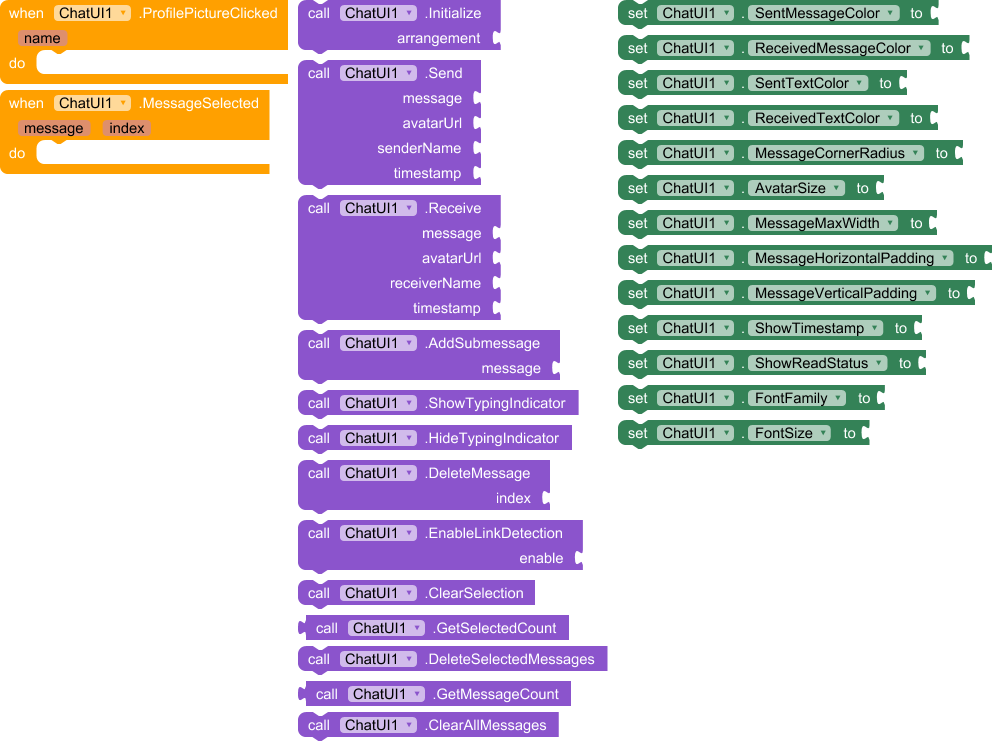 when ChatUI1 .ProfilePictureClicked
name
do
when ChatUI1 .MessageSelected
message index
do
call ChatUI1 .Initialize
arrangement
call ChatUI1 .Send
message
avatarUrl
senderName
timestamp
call ChatUI1 .Receive
message
avatarUrl
receiverName
timestamp
call ChatUI1 .AddSubmessage
message
call ChatUI1 .ShowTypingIndicator
call ChatUI1 .HideTypingIndicator
call ChatUI1 .DeleteMessage
index
call ChatUI1 .EnableLinkDetection
enable
call ChatUI1 .ClearSelection
call ChatUI1 .GetSelectedCount
call ChatUI1 .DeleteSelectedMessages
call ChatUI1 .GetMessageCount
call ChatUI1 .ClearAllMessages
set ChatUI1 . SentMessageColor to
set ChatUI1 . ReceivedMessageColor to
set ChatUI1 . SentTextColor to
set ChatUI1 . ReceivedTextColor to
set ChatUI1 . MessageCornerRadius to
set ChatUI1 . AvatarSize to
set ChatUI1 . MessageMaxWidth to
set ChatUI1 . MessageHorizontalPadding to
set ChatUI1 . MessageVerticalPadding to
set ChatUI1 . ShowTimestamp to
set ChatUI1 . ShowReadStatus to
set ChatUI1 . FontFamily to
set ChatUI1 . FontSize to